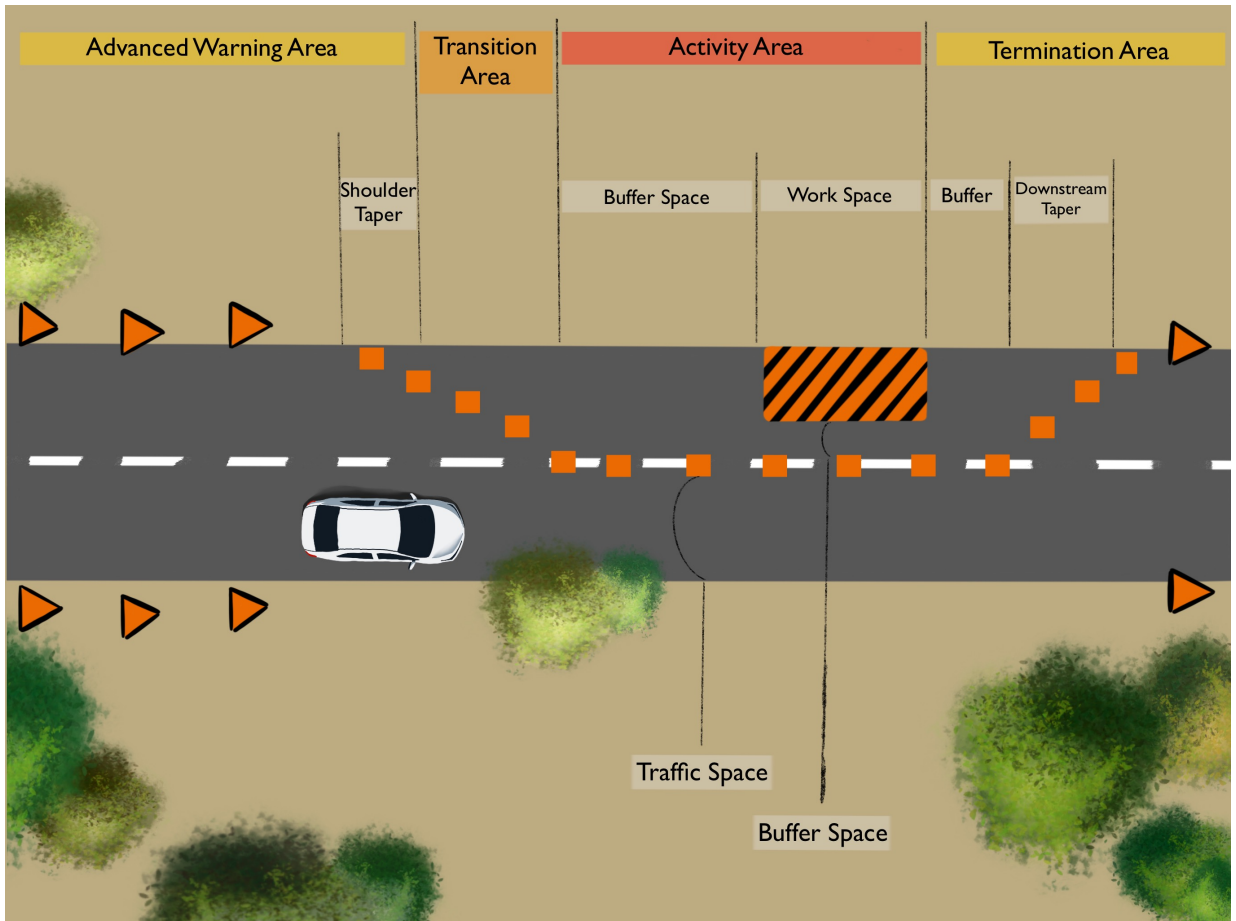 Advanced Warning Area
Transition
Area
Activity Area
Termination Area
Shoulder
Taper
Buffer Space
Work Space
Buffer
Downstream
Taper
Traffic Space
Buffer Space